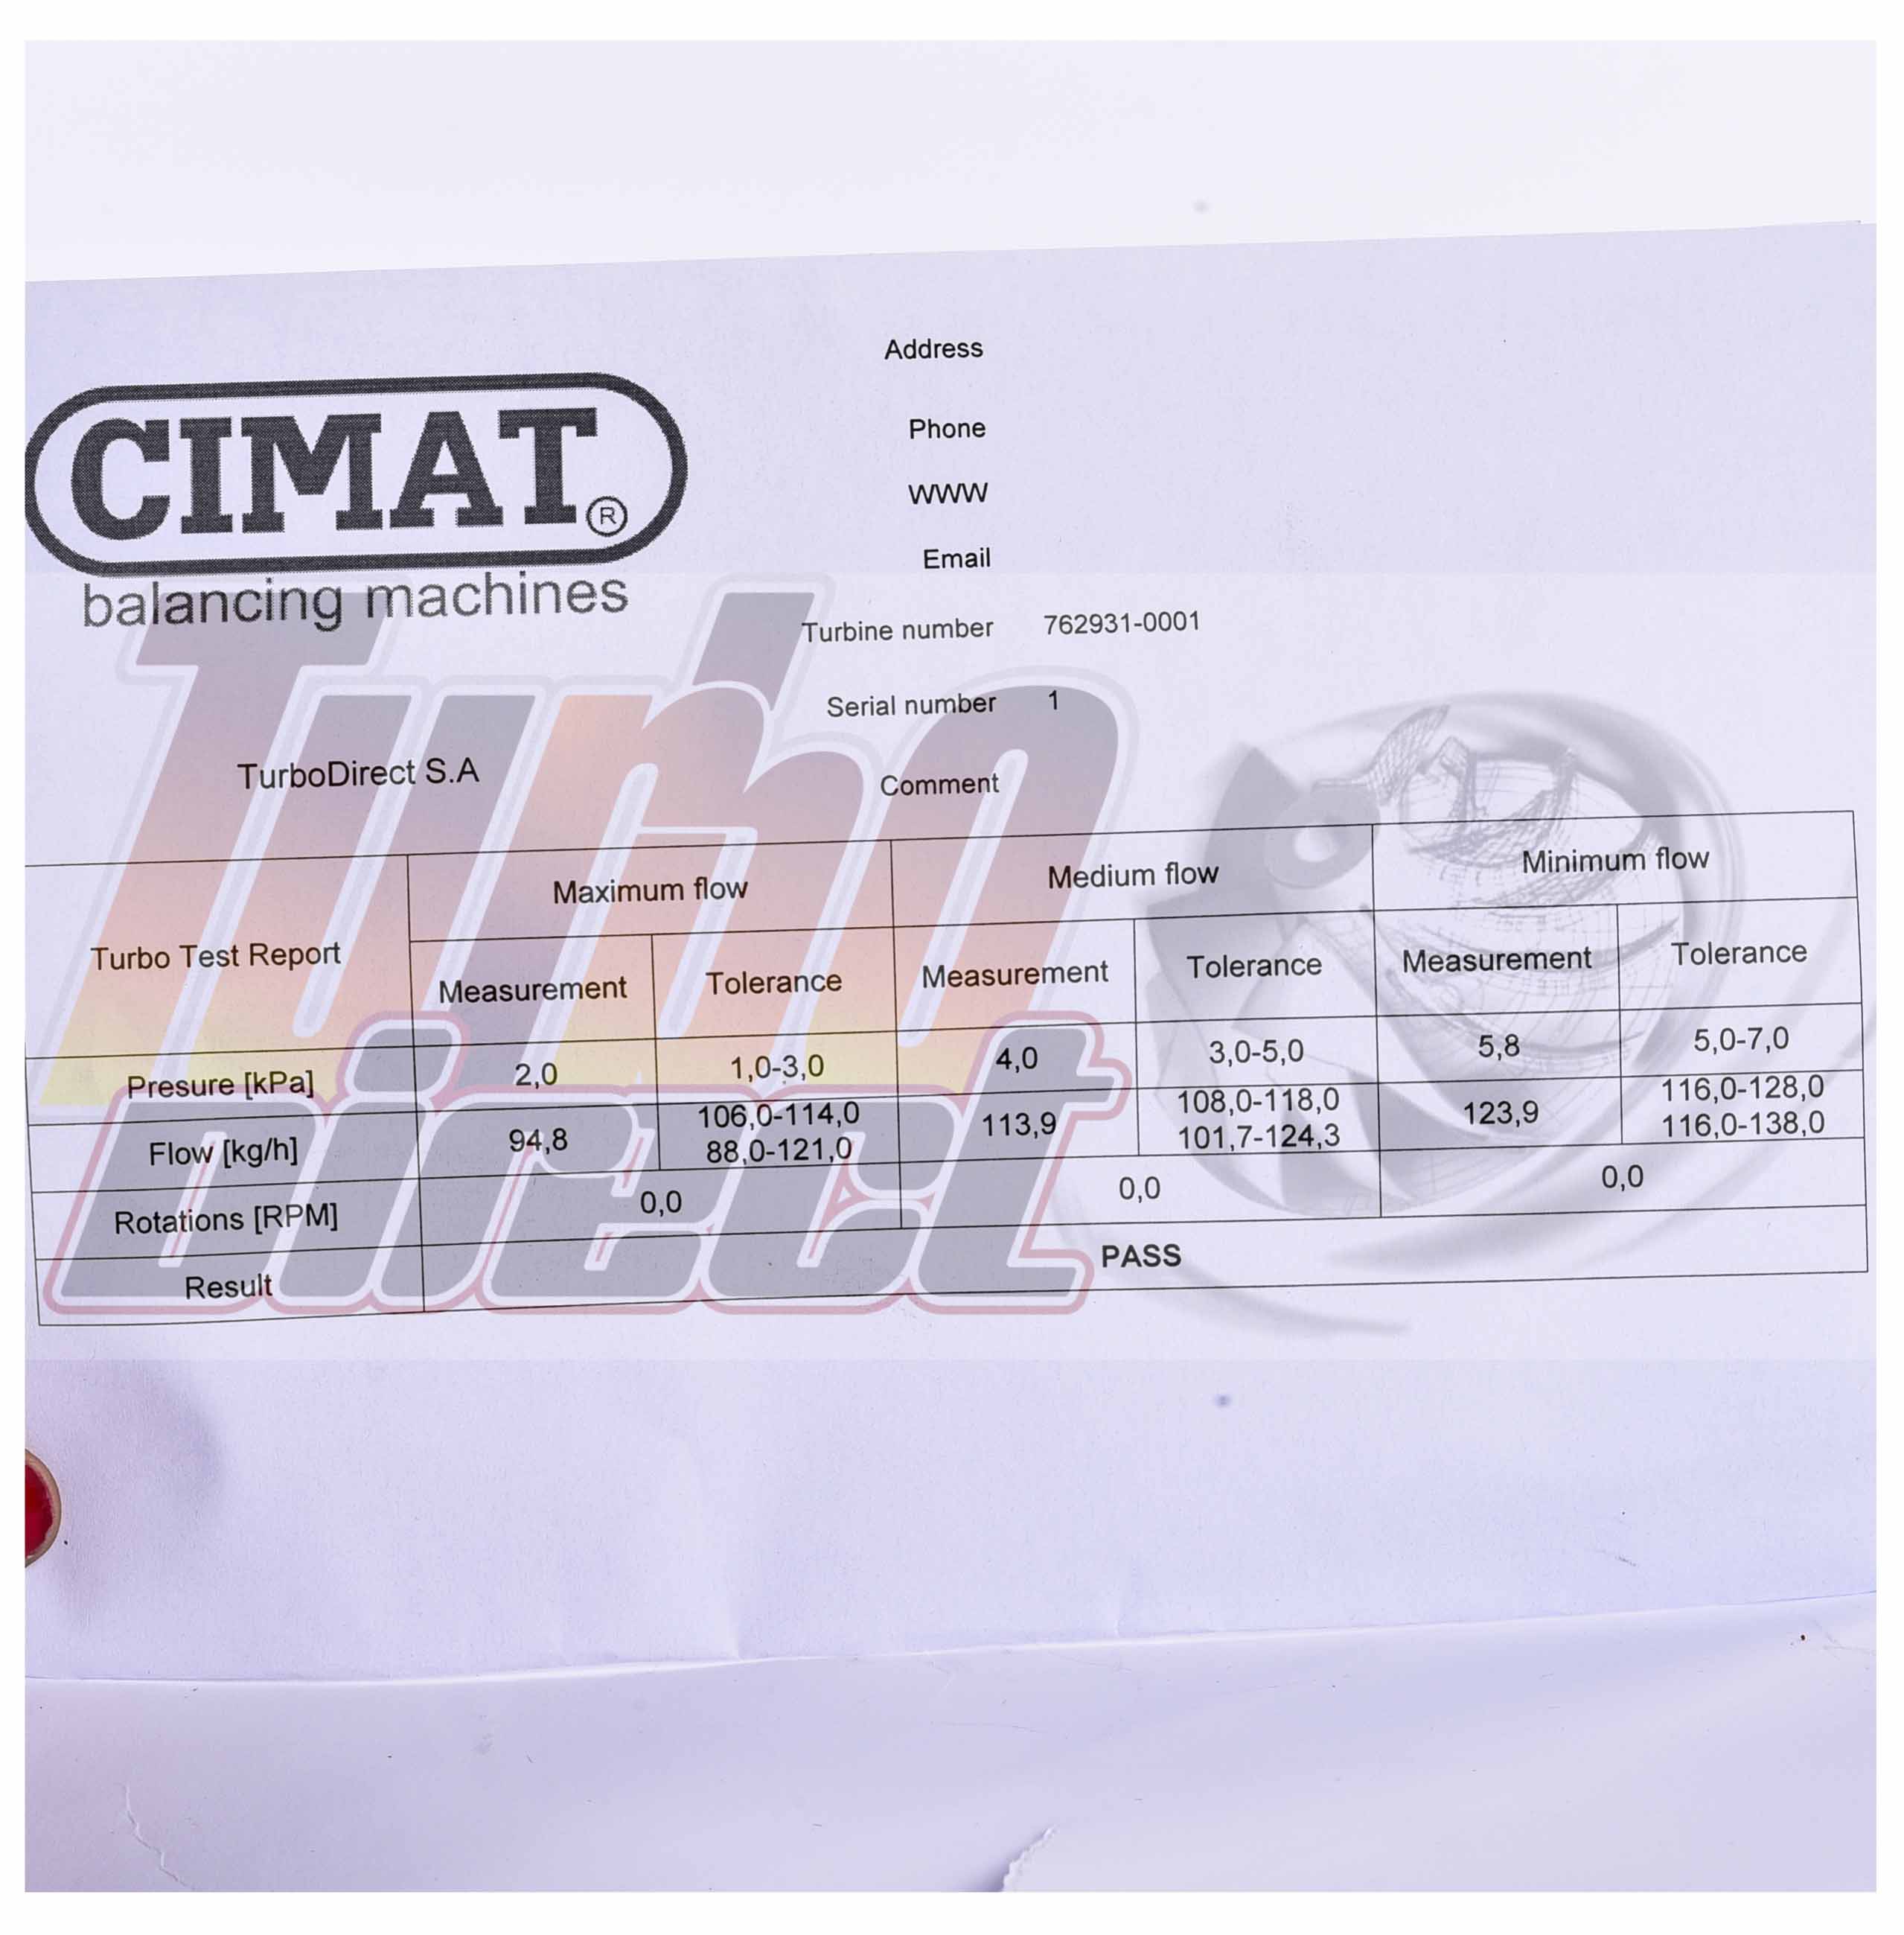 CIMAT®
balancing machines
Address
Phone
WWW
Email
Turbine number 762931-0001
Serial number 1
TurboDirect S.A
Comment
Turbo Direct
Turbo Test Report Maximum flow Medium flow Minimum flow
Measurement Tolerance Measurement Tolerance Measurement Tolerance
Presure [kPa] 2,0 1,0-3,0 4,0 3,0-5,0 5,8 5,0-7,0
Flow [kg/h] 94,8 106,0-114,0 113,9 108,0-118,0 123,9 116,0-128,0
88,0-121,0 101,7-124,3 116,0-138,0
Rotations [RPM] 0,0 0,0 0,0
Result PASS